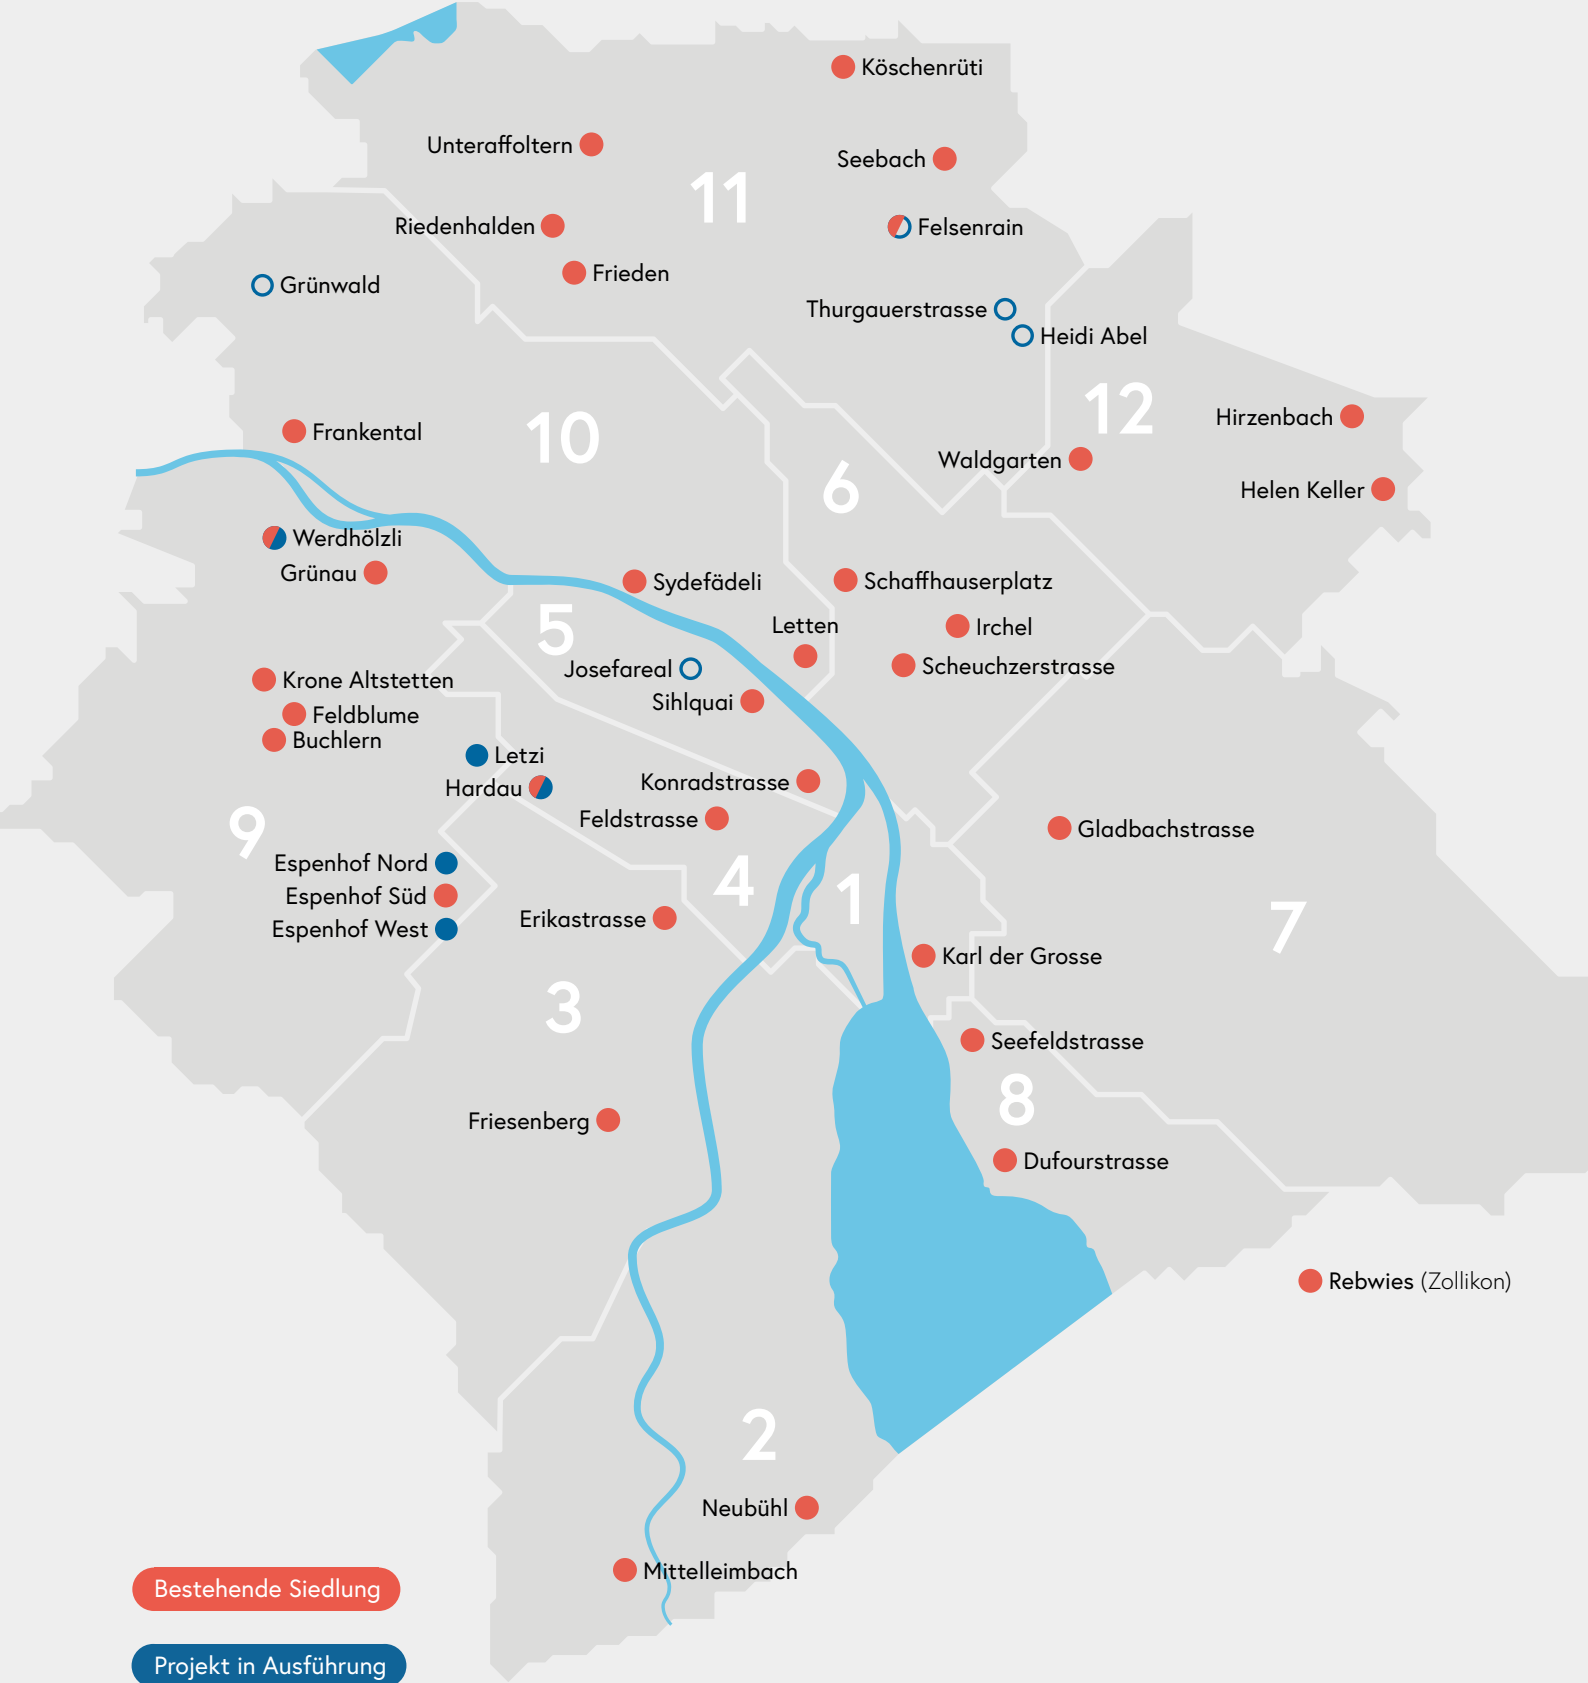 Köschenrüti
Unteraffoltern
Seebach
11
Riedenhalden
Felsenrain
Frieden
Grünwald
Thurgauerstrasse
Heidi Abel
12
Hirzenbach
Frankental
10
Waldgarten
6
Helen Keller
Werdhölzli
Grünau
Sydefädeli
Schaffhauserplatz
5
Letten
Irchel
Josefareal
Scheuchzerstrasse
Krone Altstetten
Sihlquai
Feldblume
Buchlern
Letzi
Hardau
Konradstrasse
Feldstrasse
Gladbachstrasse
9
Espenhof Nord
4
Espenhof Süd
1
Espenhof West
Erikastrasse
7
Karl der Grosse
3
Seefeldstrasse
8
Friesenberg
Dufourstrasse
Rebwies (Zollikon)
2
Neubühl
Mittelleimbach
Bestehende Siedlung
Projekt in Ausführung